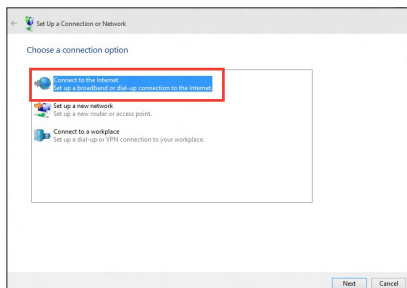 Set Up a Connection or Network
Choose a connection option
Connect to the Internet
Set up a broadband or dial-up connection to the Internet.
Set up a new network
Set up a new router or access point.
Connect to a workplace
Set up a dial-up or VPN connection to your workplace.
Next Cancel